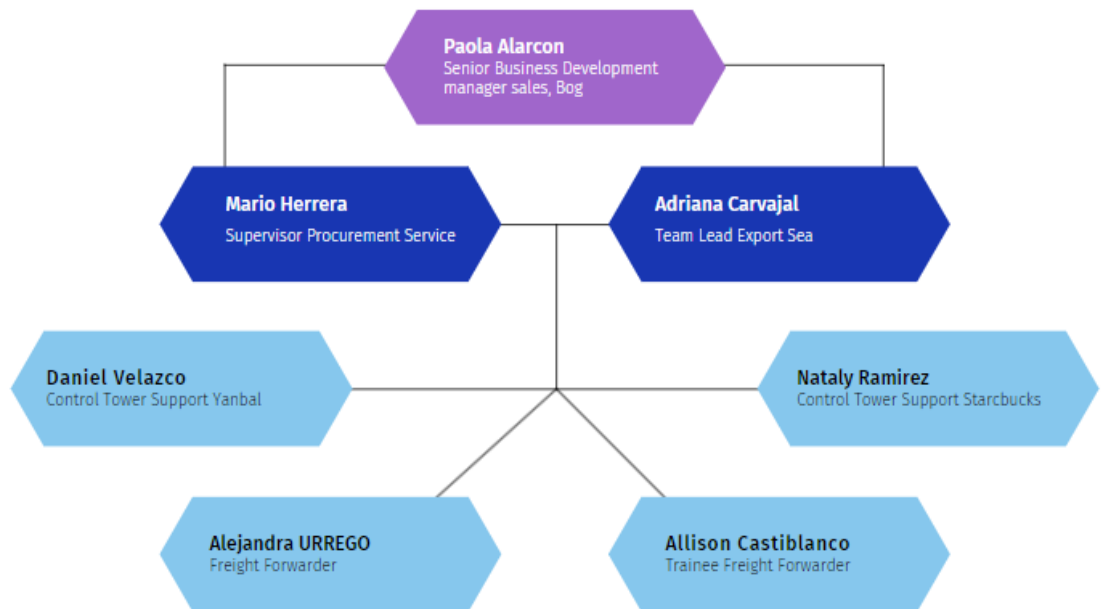 Paola Alarcon
Senior Business Development
manager sales, Bog
Mario Herrera
Supervisor Procurement Service
Adriana Carvajal
Team Lead Export Sea
Daniel Velazco
Control Tower Support Yanbal
Nataly Ramirez
Control Tower Support Starcbucks
Alejandra URREGO
Freight Forwarder
Allison Castiblanco
Trainee Freight Forwarder